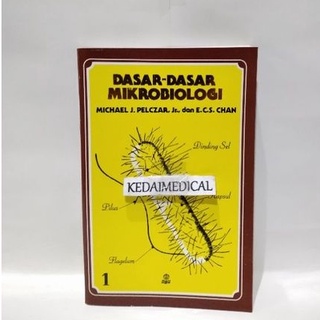 DASAR-DASAR
MIKROBIOLOGI
MICHAEL J. PELCZAR, Jr., dan E.C.S. CHAN
Dinding Sel
KEDAIMEDICAL
Pilus
Flagelum
1